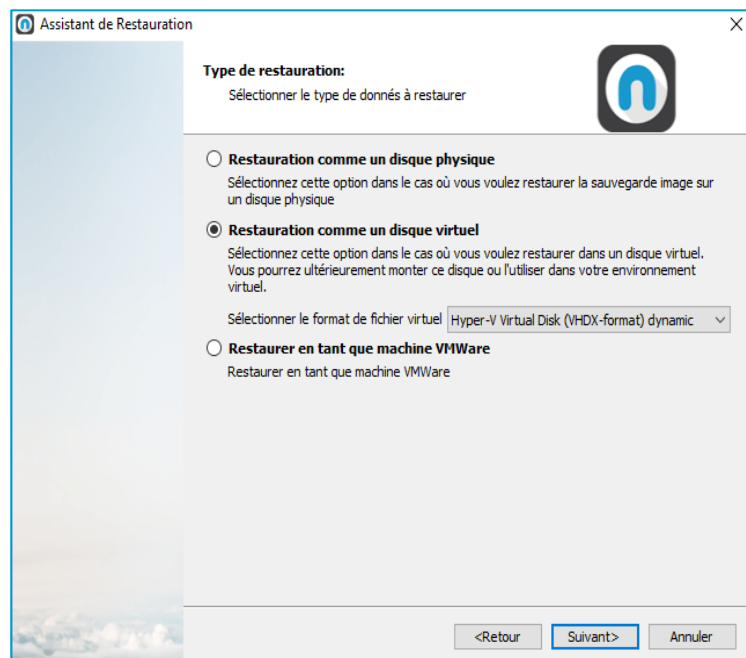 Assistant de Restauration
Type de restauration:
Sélectionner le type de donnés à restaurer
Restauration comme un disque physique
Sélectionnez cette option dans le cas où vous voulez restaurer la sauvegarde image sur
un disque physique
Restauration comme un disque virtuel
Sélectionnez cette option dans le cas où vous voulez restaurer dans un disque virtuel.
Vous pourrez ultérieurement monter ce disque ou l'utiliser dans votre environnement
virtuel.
Sélectionner le format de fichier virtuel Hyper-V Virtual Disk (VHDX-format) dynamic
Restaurer en tant que machine VMWare
Restaurer en tant que machine VMWare
<Retour Suivant> Annuler